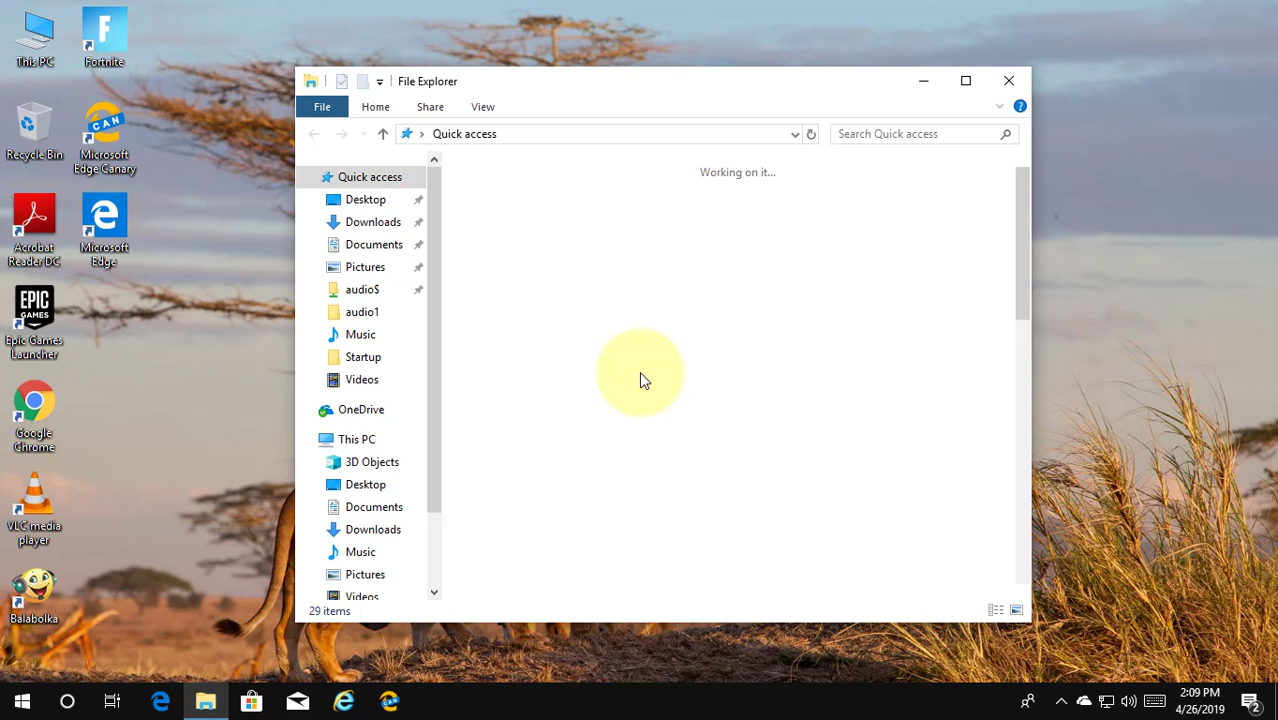 This PC
Fortnite
Recycle Bin
CAN
Microsoft
Edge Canary
Acrobat
Reader DC
Microsoft
Edge
EPIC
GAMES
Epic Games
Launcher
Google
Chrome
VLC media
player
Balabolka
File Explorer
File
Home
Share
View
Quick access
Search Quick access
Quick access
Desktop
Downloads
Documents
Pictures
audio$
audio1
Music
Startup
Videos
OneDrive
This PC
3D Objects
Desktop
Documents
Downloads
Music
Pictures
Videos
Working on it...
29 items
CAN
2:09 PM
4/26/2019
2